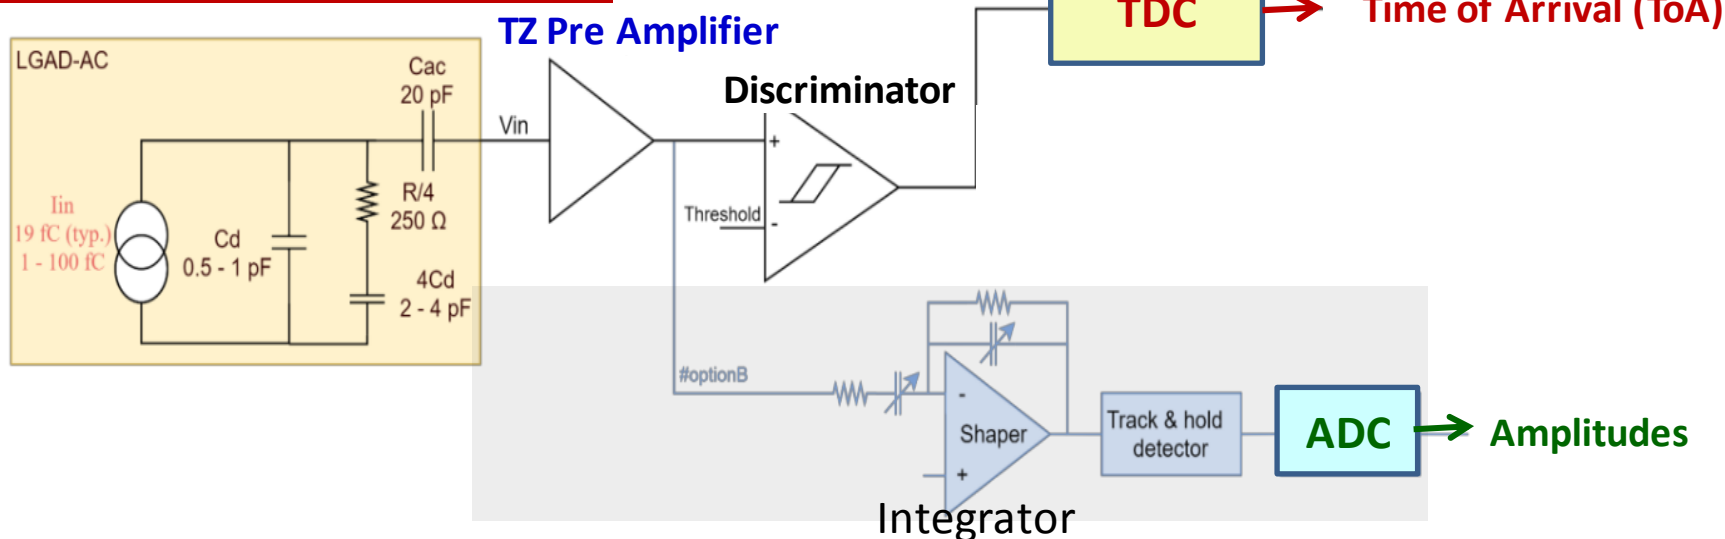 TDC
Time of Arrival (ToA)
TZ Pre Amplifier
LGAD-AC
Cac
20 pF
Discriminator
Vin
+
R/4
250 Ω
Iin
19 fC (typ.)
1 - 100 fC
Cd
0.5 - 1 pF
Threshold
-
4Cd
2 - 4 pF
#optionB
-
Shaper
+
Track & hold
detector
ADC
Amplitudes
Integrator